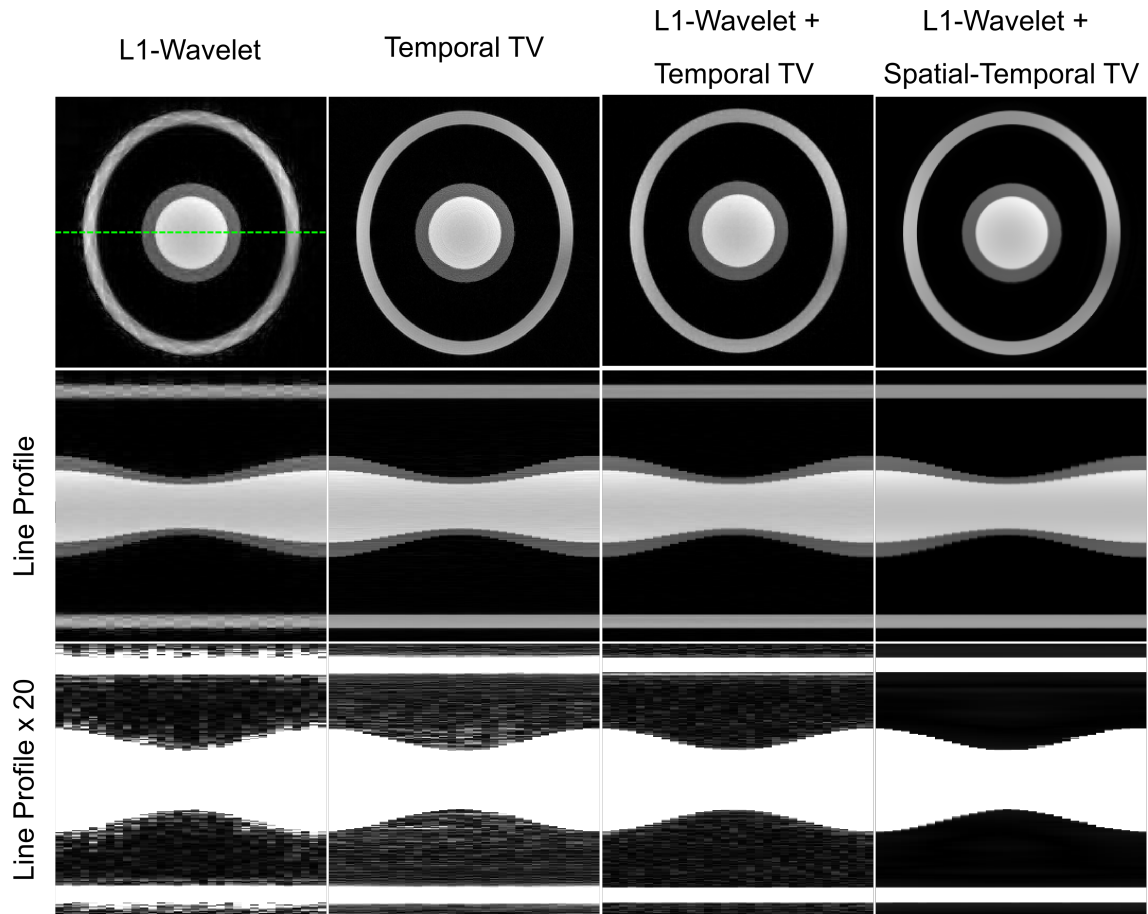 L1-Wavelet
Temporal TV
L1-Wavelet +
Temporal TV
L1-Wavelet +
Spatial-Temporal TV
Line Profile
Line Profile x 20